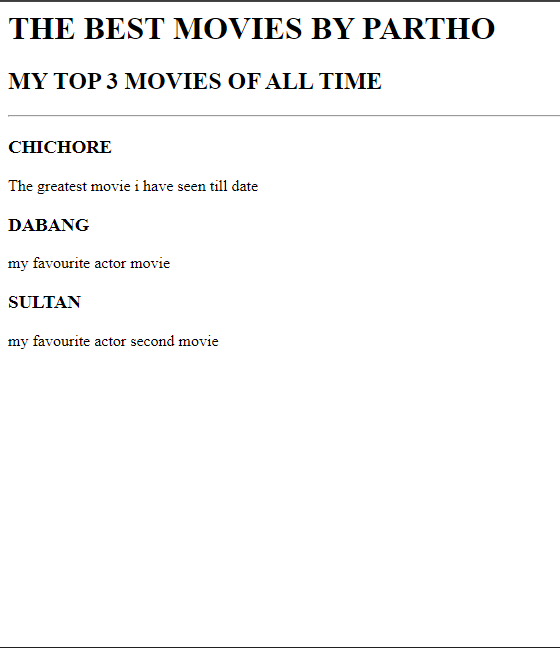 THE BEST MOVIES BY PARTHO
MY TOP 3 MOVIES OF ALL TIME
CHICHORE
The greatest movie i have seen till date
DABANG
my favourite actor movie
SULTAN
my favourite actor second movie